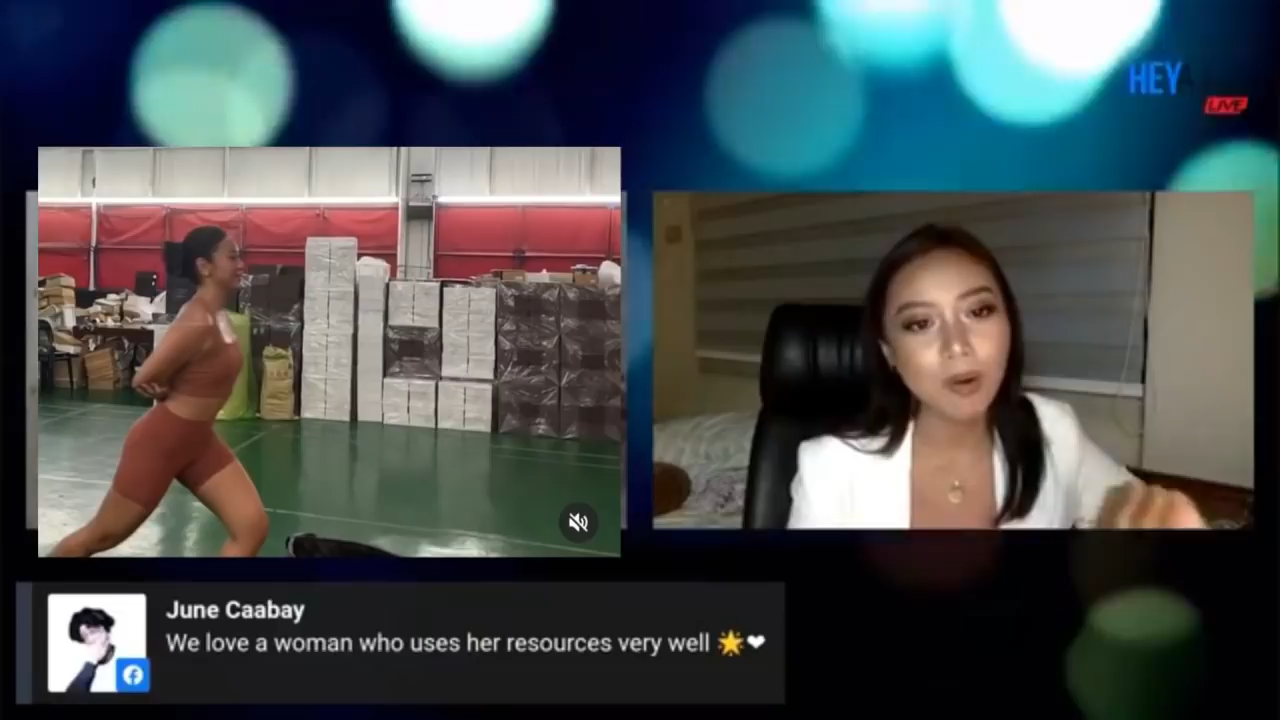 HEY
LIVE
June Caabay
We love a woman who uses her resources very well 🌟❤